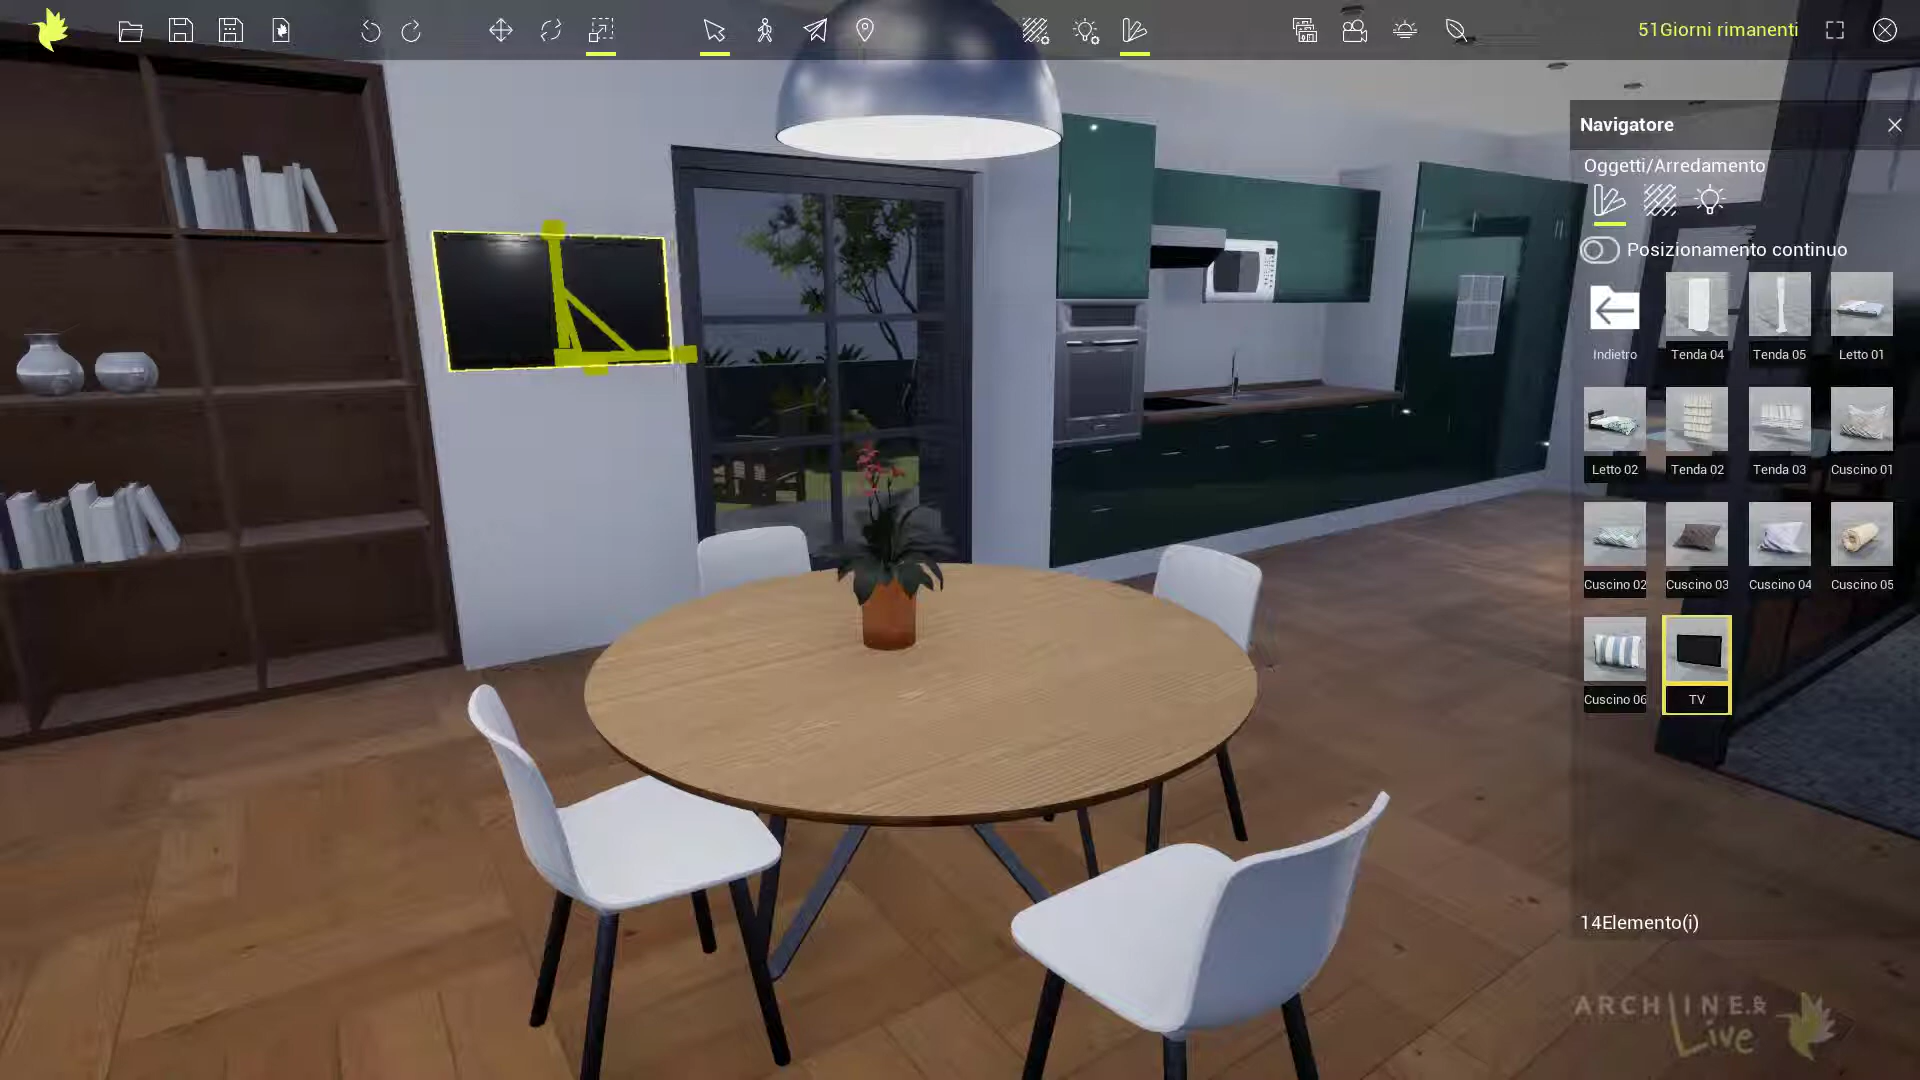 51Giorni rimanenti
Navigatore
Oggetti/Arredamento
Posizionamento continuo
Indietro
Tenda 04
Tenda 05
Letto 01
Letto 02
Tenda 02
Tenda 03
Cuscino 01
Cuscino 02
Cuscino 03
Cuscino 04
Cuscino 05
Cuscino 06
TV
14Elemento(i)
ARCHLINE.XP
Live